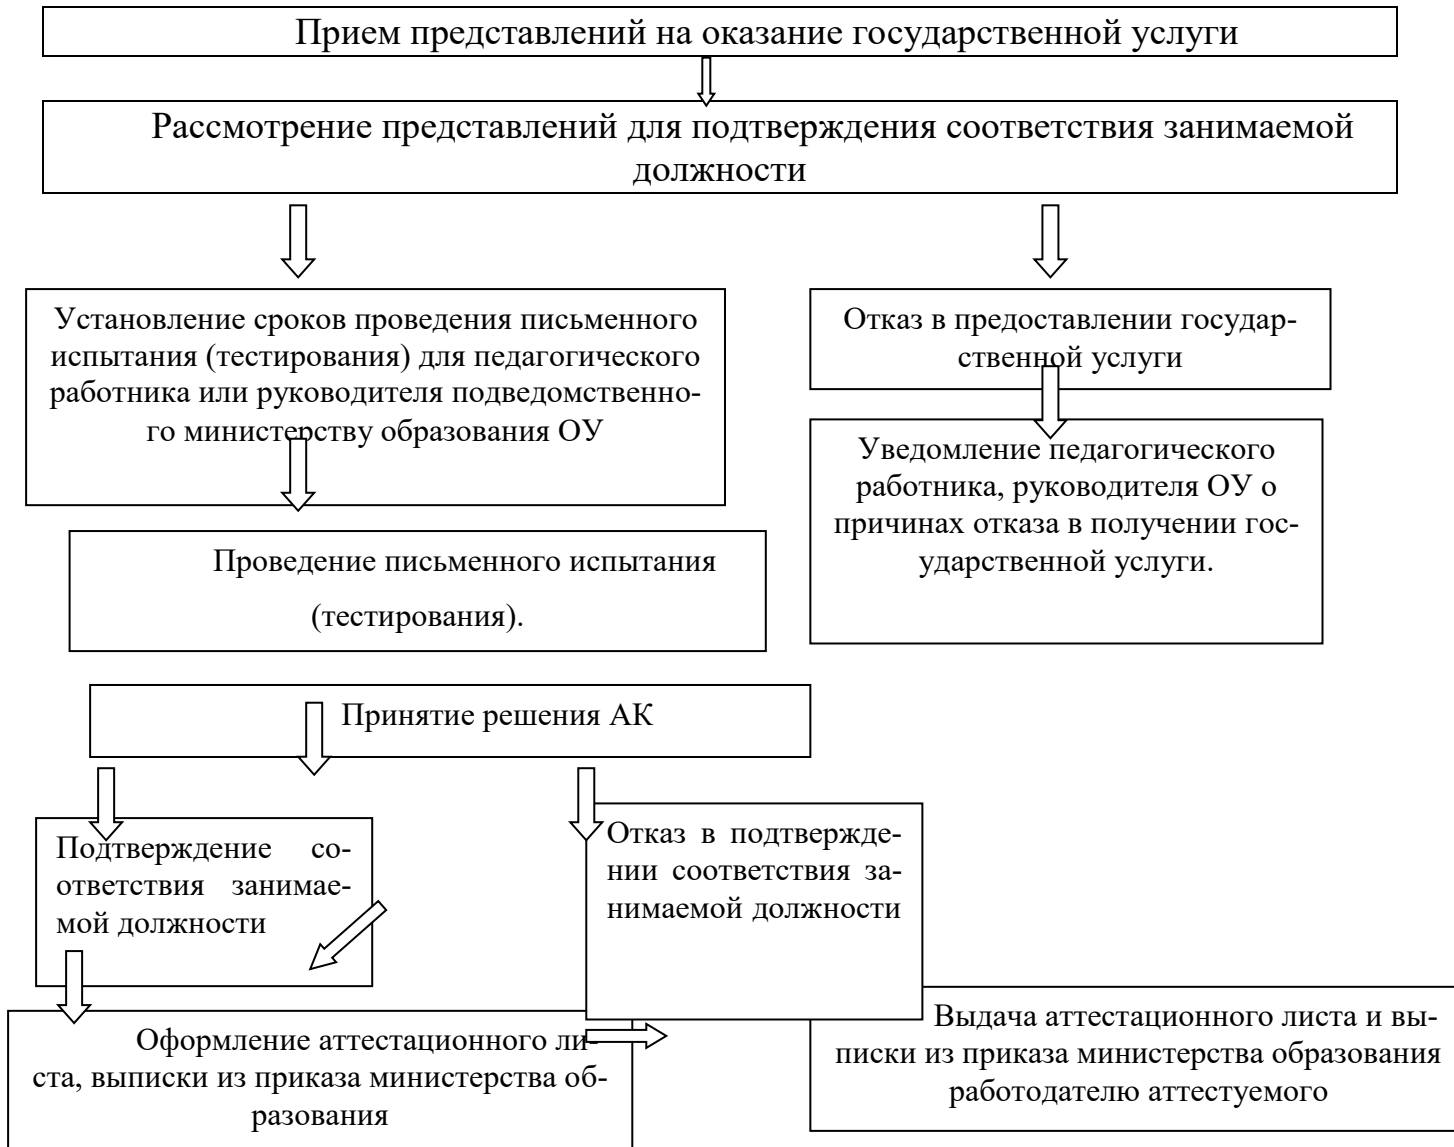 Прием представлений на оказание государственной услуги
Рассмотрение представлений для подтверждения соответствия занимаемой
должности
Установление сроков проведения письменного
испытания (тестирования) для педагогического
работника или руководителя подведомственно-
го министерству образования ОУ
Отказ в предоставлении государ-
ственной услуги
Уведомление педагогического
работника, руководителя ОУ о
причинах отказа в получении гос-
ударственной услуги.
Проведение письменного испытания
(тестирования).
Принятие решения АК
Подтверждение со-
ответствия занимае-
мой должности
Отказ в подтвержде-
нии соответствия за-
нимаемой должности
Оформление аттестационного ли-
ста, выписки из приказа министерства об-
разования
Выдача аттестационного листа и вы-
писки из приказа министерства образования
работодателю аттестуемого